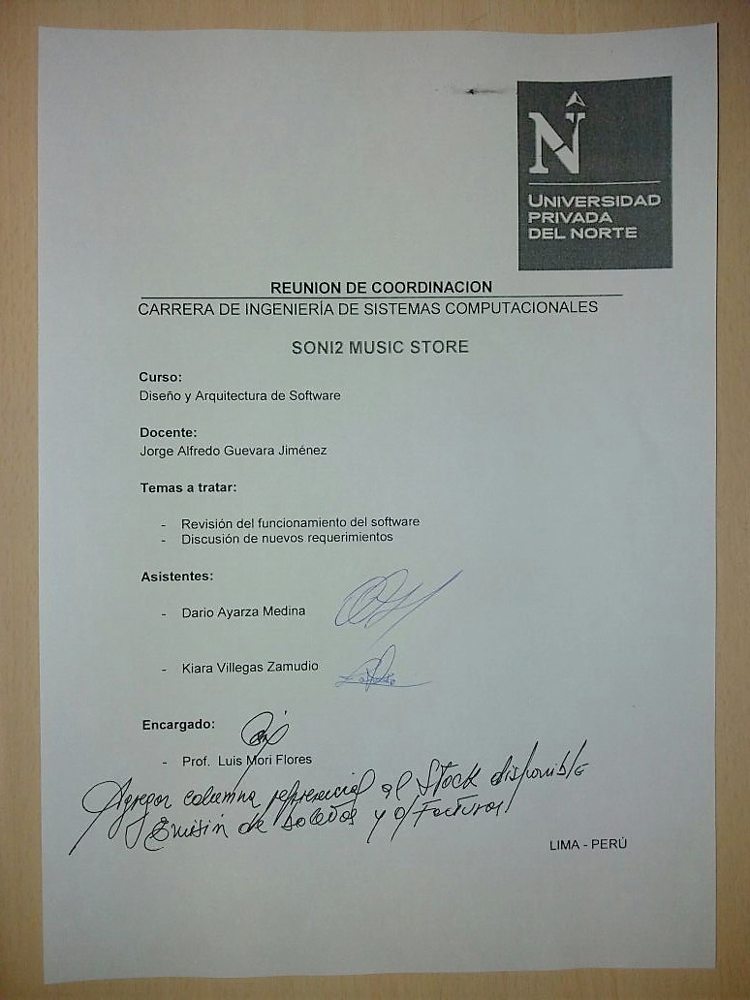 N
UNIVERSIDAD
PRIVADA
DEL NORTE
REUNION DE COORDINACION
CARRERA DE INGENIERÍA DE SISTEMAS COMPUTACIONALES
SONI2 MUSIC STORE
Curso:
Diseño y Arquitectura de Software
Docente:
Jorge Alfredo Guevara Jiménez
Temas a tratar:
- Revisión del funcionamiento del software
- Discusión de nuevos requerimientos
Asistentes:
- Dario Ayarza Medina
- Kiara Villegas Zamudio
Encargado:
- Prof. Luis Mori Flores
Agregar columna referencial al Stock disponible
Emisión de boletas y o/ Facturas
LIMA - PERÚ